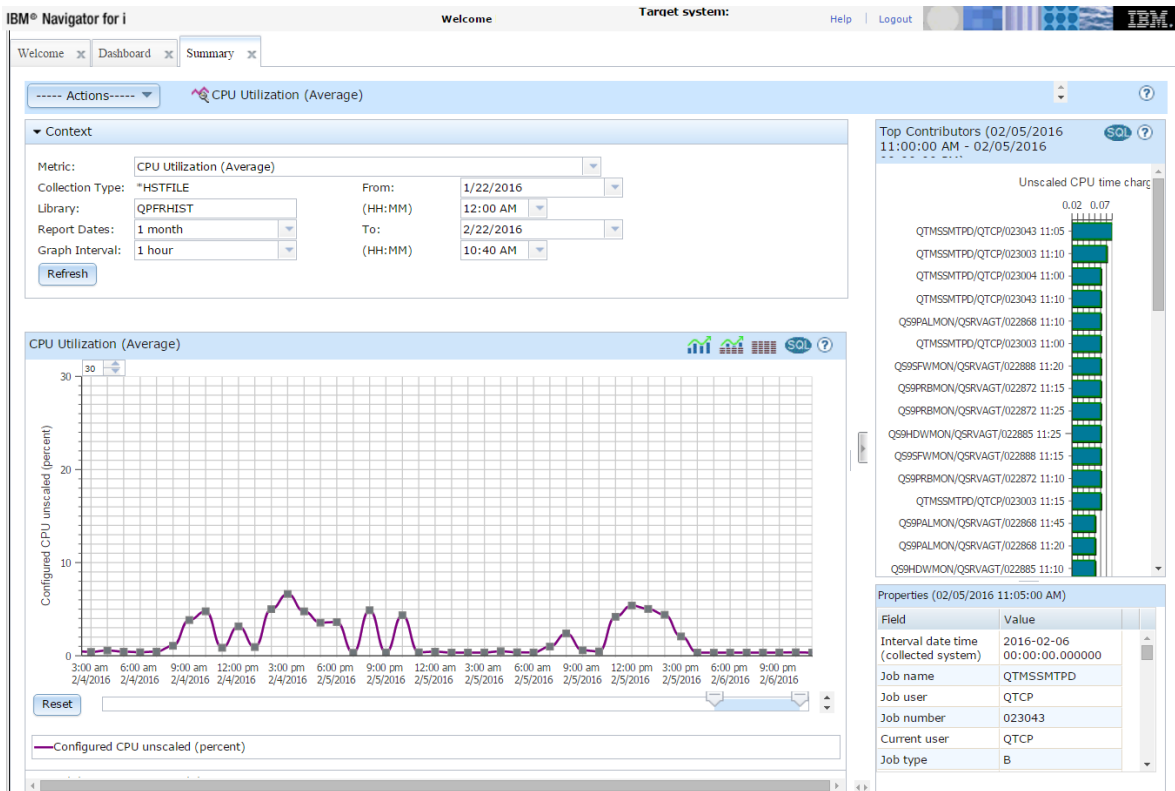 IBM® Navigator for i
Welcome
Target system:
Help | Logout
IBM.
Welcome
Dashboard
Summary
----- Actions-----
CPU Utilization (Average)
Context
Metric: CPU Utilization (Average)
Collection Type: *HSTFILE From: 1/22/2016
Library: QPFRHIST (HH:MM) 12:00 AM
Report Dates: 1 month To: 2/22/2016
Graph Interval: 1 hour (HH:MM) 10:40 AM
Refresh
CPU Utilization (Average)
SQL
30
30
20
10
0
Configured CPU unscaled (percent)
3:00 am 6:00 am 9:00 am 12:00 pm 3:00 pm 6:00 pm 9:00 pm 12:00 am 3:00 am 6:00 am 9:00 am 12:00 pm 3:00 pm 6:00 pm 9:00 pm
2/4/2016 2/4/2016 2/4/2016 2/4/2016 2/4/2016 2/4/2016 2/4/2016 2/5/2016 2/5/2016 2/5/2016 2/5/2016 2/5/2016 2/5/2016 2/6/2016 2/6/2016
Reset
Configured CPU unscaled (percent)
Top Contributors (02/05/2016
11:00:00 AM - 02/05/2016
SQL
Unscaled CPU time charg
0.02 0.07
QTMSSMTPD/QTCP/023043 11:05
QTMSSMTPD/QTCP/023003 11:10
QTMSSMTPD/QTCP/023004 11:00
QTMSSMTPD/QTCP/023043 11:10
QS9PALMON/QSRVAGT/022868 11:10
QTMSSMTPD/QTCP/023003 11:00
QS9SFWMON/QSRVAGT/022888 11:20
QS9PRBMON/QSRVAGT/022872 11:15
QS9PRBMON/QSRVAGT/022872 11:25
QS9HDWMON/QSRVAGT/022885 11:25
QS9SFWMON/QSRVAGT/022888 11:15
QS9PRBMON/QSRVAGT/022872 11:10
QTMSSMTPD/QTCP/023003 11:15
QS9PALMON/QSRVAGT/022868 11:45
QS9PALMON/QSRVAGT/022868 11:20
QS9HDWMON/QSRVAGT/022885 11:10
Properties (02/05/2016 11:05:00 AM)
Field Value
Interval date time 2016-02-06
(collected system) 00:00:00.000000
Job name QTMSSMTPD
Job user QTCP
Job number 023043
Current user QTCP
Job type B